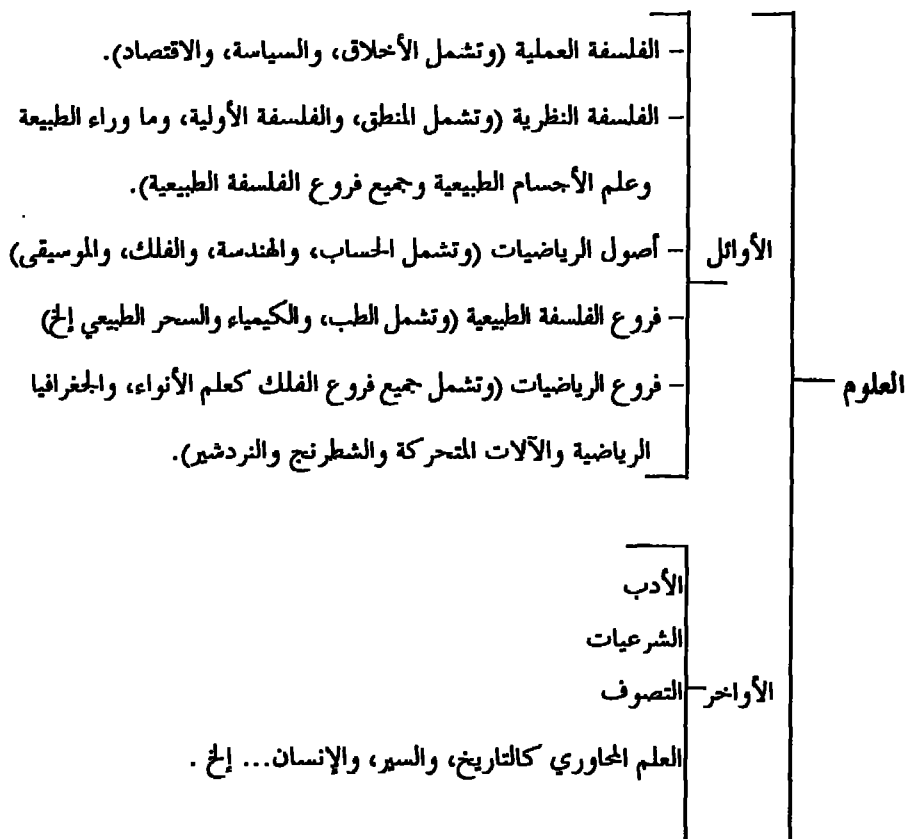 – الفلسفة العملية (وتشمل الأخلاق، والسياسة، والاقتصاد).
– الفلسفة النظرية (وتشمل المنطق، والفلسفة الأولية، وما وراء الطبيعة
وعلم الأجسام الطبيعية وجميع فروع الفلسفة الطبيعية).
الأوائل – أصول الرياضيات (وتشمل الحساب، والهندسة، والفلك، والموسيقى)
– فروع الفلسفة الطبيعية (وتشمل الطب، والكيمياء والسحر الطبيعي إلخ)
العلوم – فروع الرياضيات (وتشمل جميع فروع الفلك كعلم الأنواء، والجغرافيا
الرياضية والآلات المتحركة والشطرنج والنردشير).
الأدب
الشرعيات
الأواخر التصوف
العلم المحاوري كالتاريخ، والسير، والإنسان... إلخ .